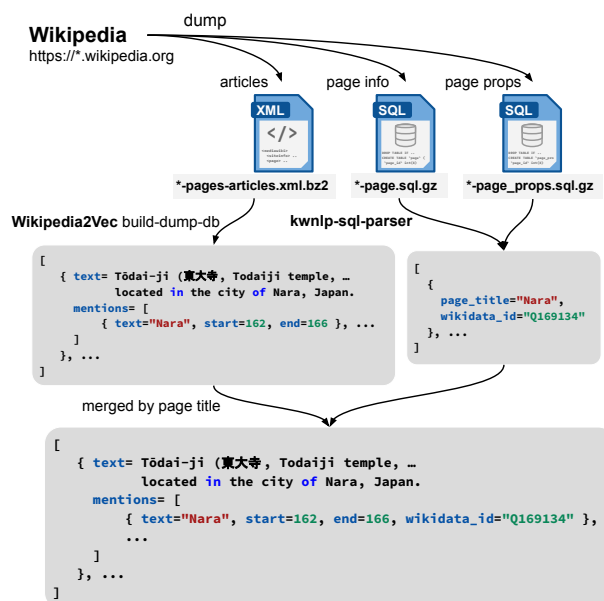 Wikipedia
dump
https://*.wikipedia.org
articles
page info
page props
XML
SQL
SQL
</>
*-pages-articles.xml.bz2
*-page.sql.gz
*-page_props.sql.gz
Wikipedia2Vec build-dump-db
kwnlp-sql-parser
[
{ text= Tōdai-ji (東大寺, Todaiji temple, …
located in the city of Nara, Japan.
mentions= [
{ text="Nara", start=162, end=166 }, ...
]
}, ...
]
[
{
page_title="Nara",
wikidata_id="Q169134"
}, ...
]
merged by page title
[
{ text= Tōdai-ji (東大寺, Todaiji temple, …
located in the city of Nara, Japan.
mentions= [
{ text="Nara", start=162, end=166, wikidata_id="Q169134" },
...
]
}, ...
]